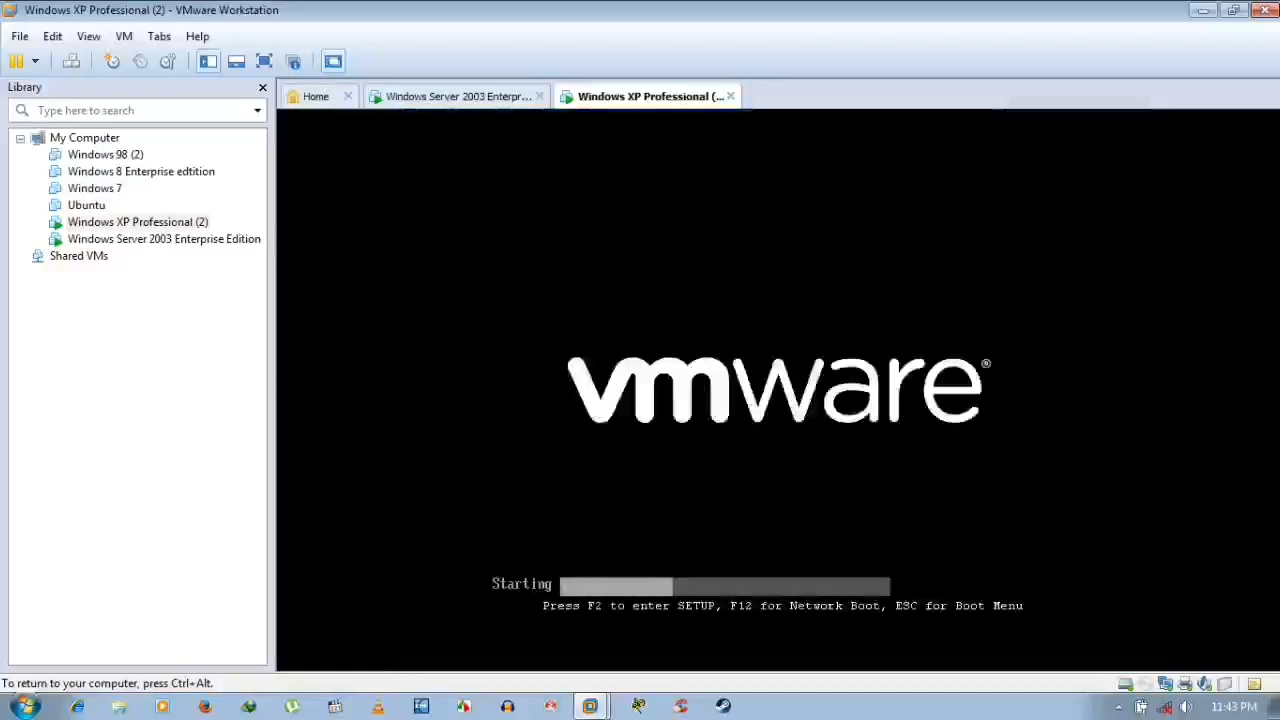 Windows XP Professional (2) - VMware Workstation
File Edit View VM Tabs Help
Library
Type here to search
Home
Windows Server 2003 Enterpr...
Windows XP Professional (...
My Computer
Windows 98 (2)
Windows 8 Enterprise edtition
Windows 7
Ubuntu
Windows XP Professional (2)
Windows Server 2003 Enterprise Edition
Shared VMs
vmware®
Starting
Press F2 to enter SETUP, F12 for Network Boot, ESC for Boot Menu
To return to your computer, press Ctrl+Alt.
11:43 PM